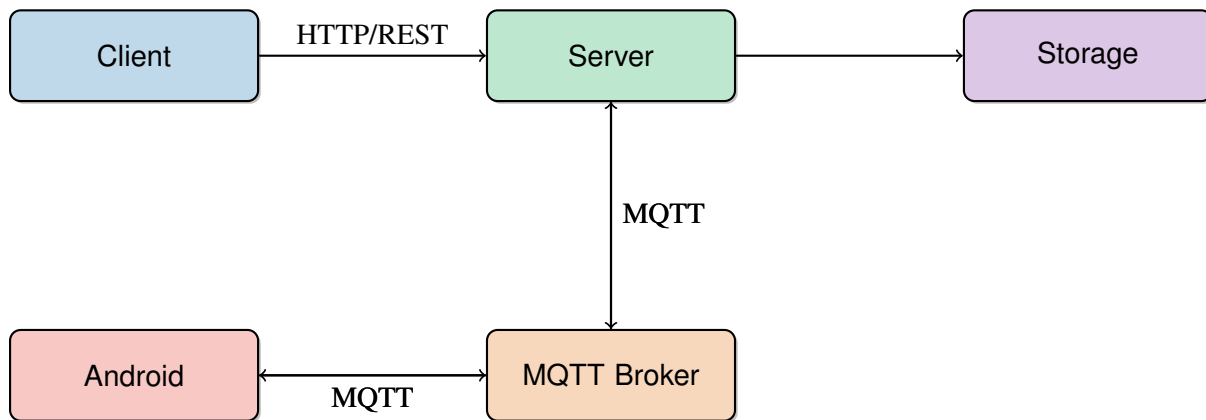 Client
HTTP/REST
Server
Storage
MQTT
Android
MQTT
MQTT Broker